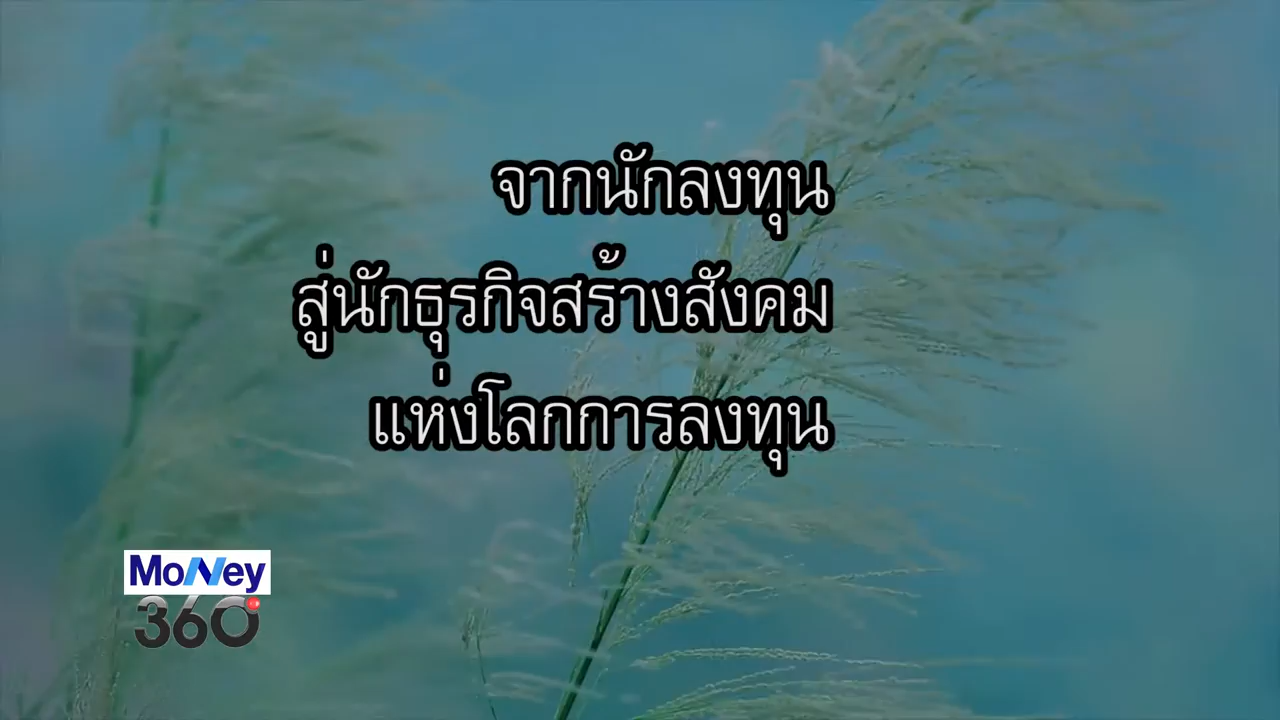 จากนักลงทุน
สู่นักธุรกิจสร้างสังคม
แห่งโลกการลงทุน
Money
360°